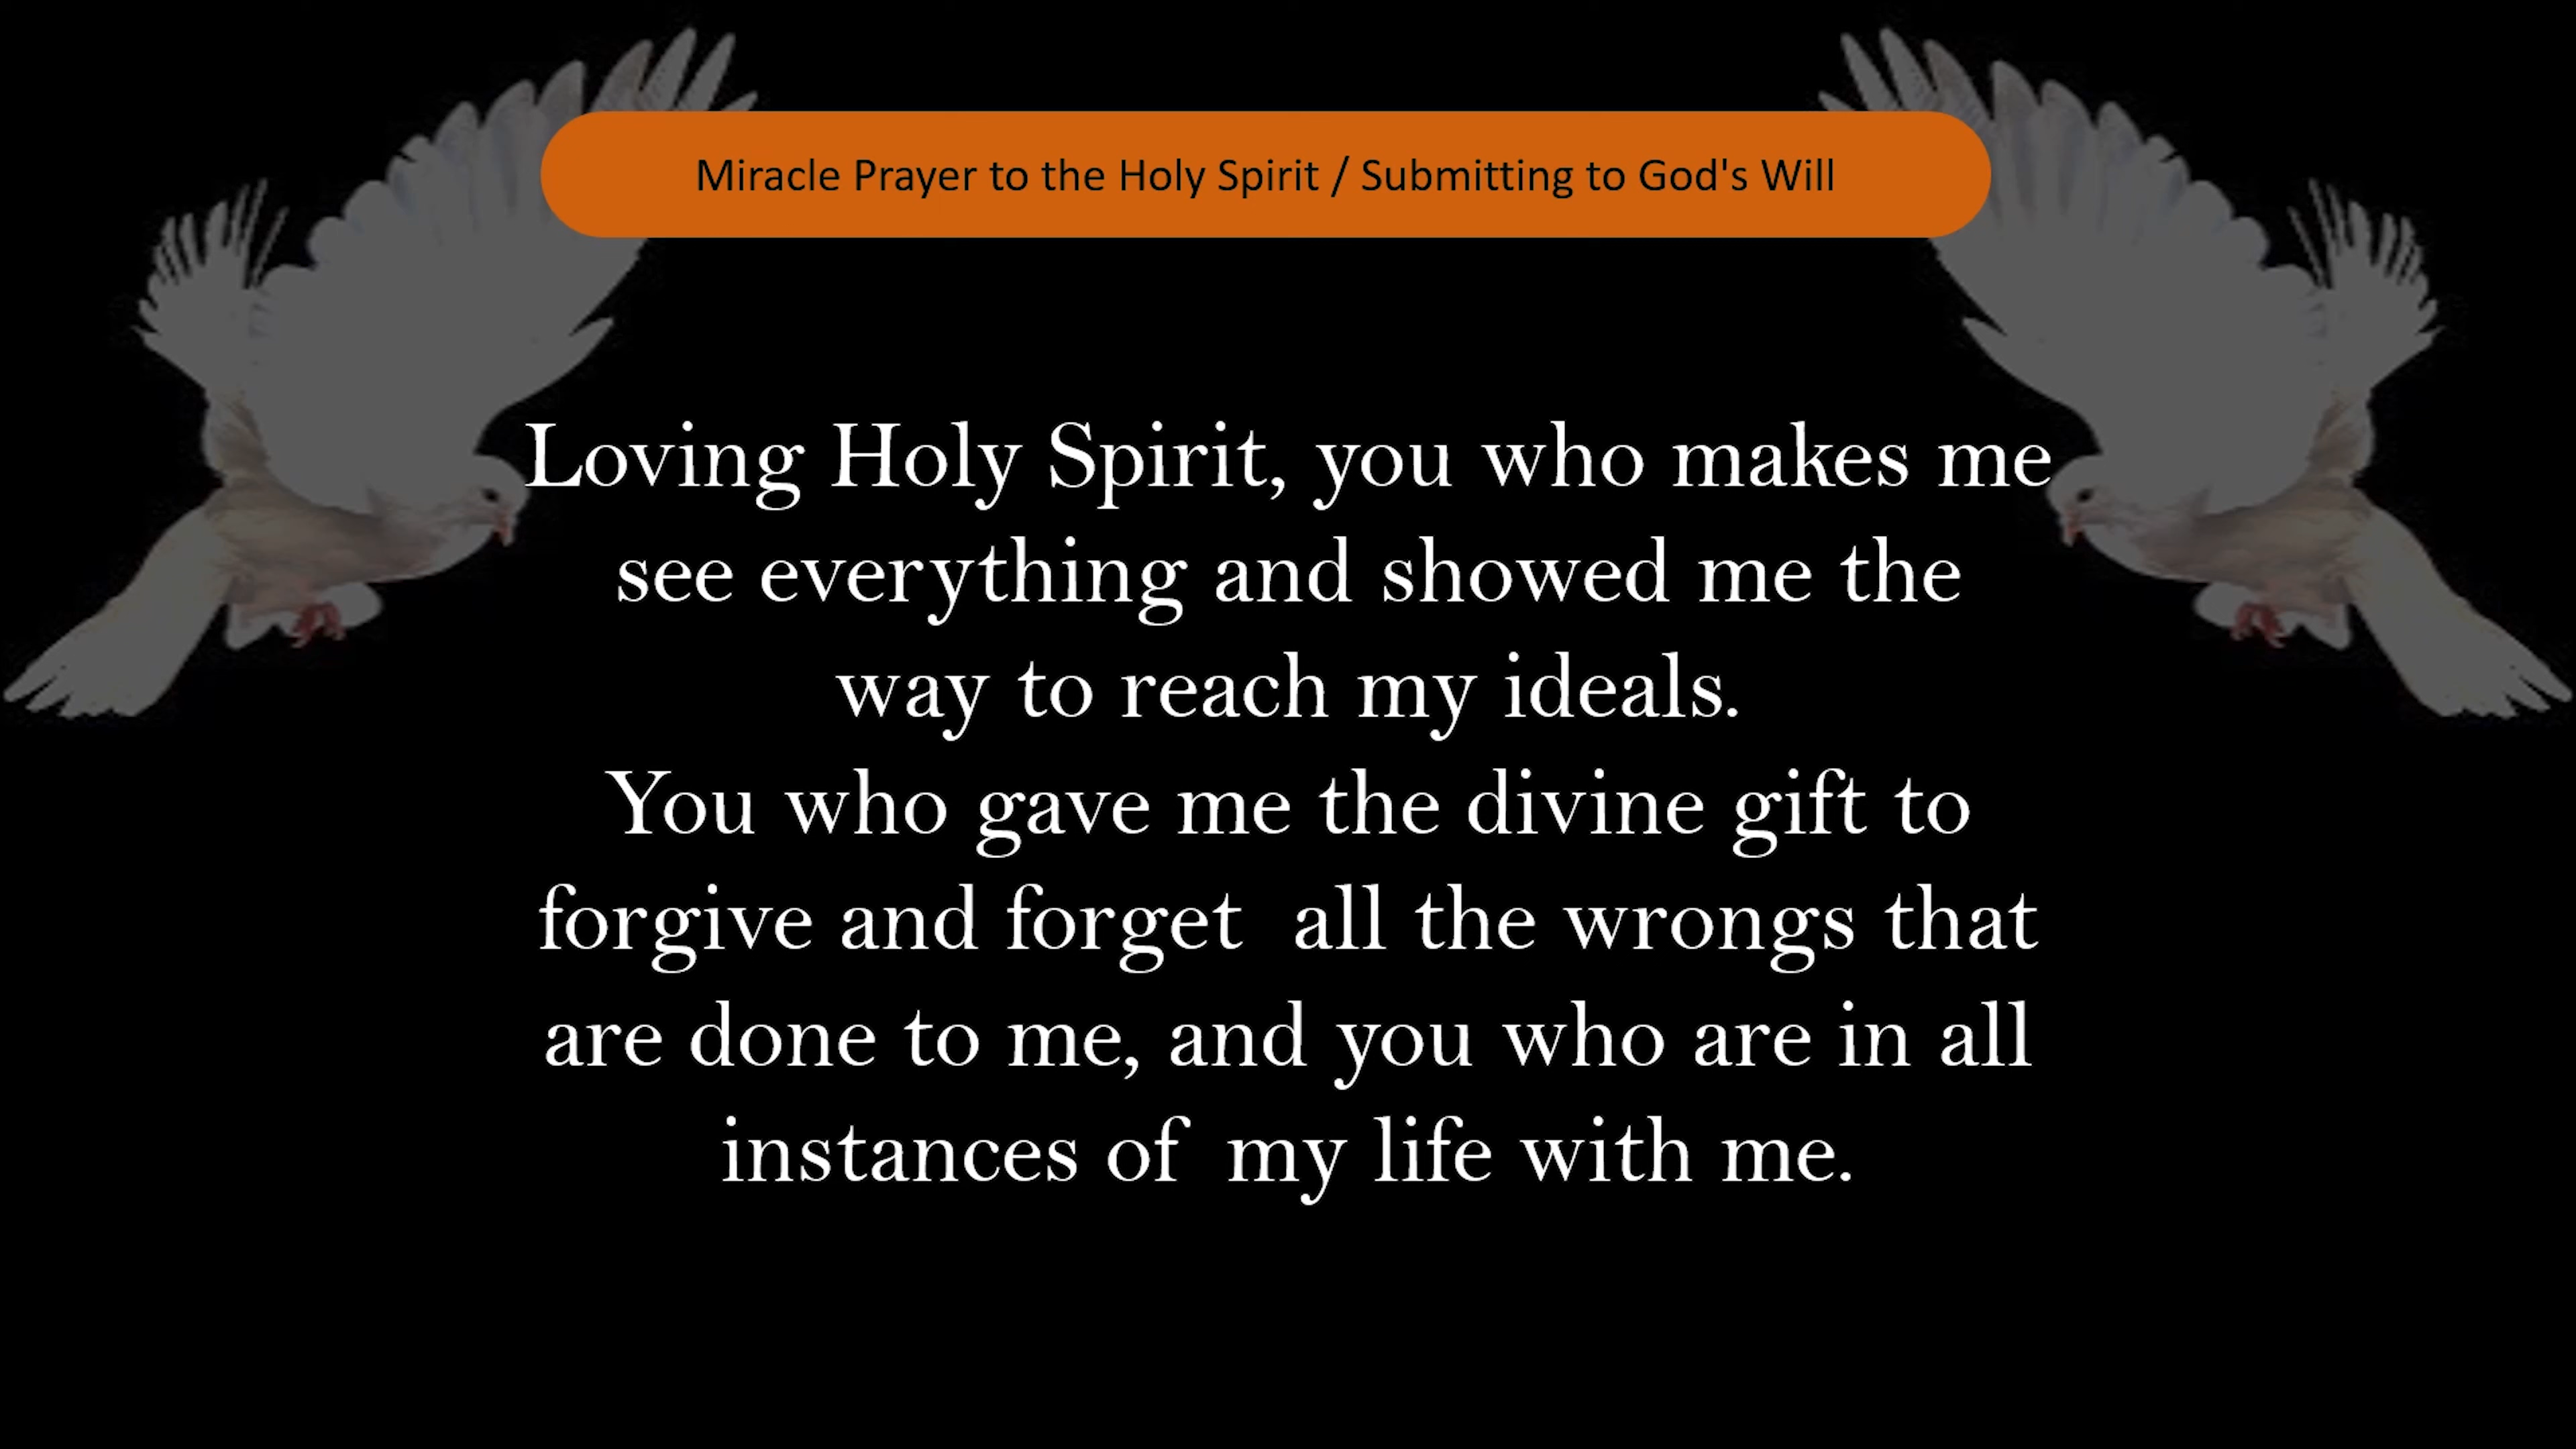 Miracle Prayer to the Holy Spirit / Submitting to God's Will
Loving Holy Spirit, you who makes me
see everything and showed me the
way to reach my ideals.
You who gave me the divine gift to
forgive and forget  all the wrongs that
are done to me, and you who are in all
instances of  my life with me.